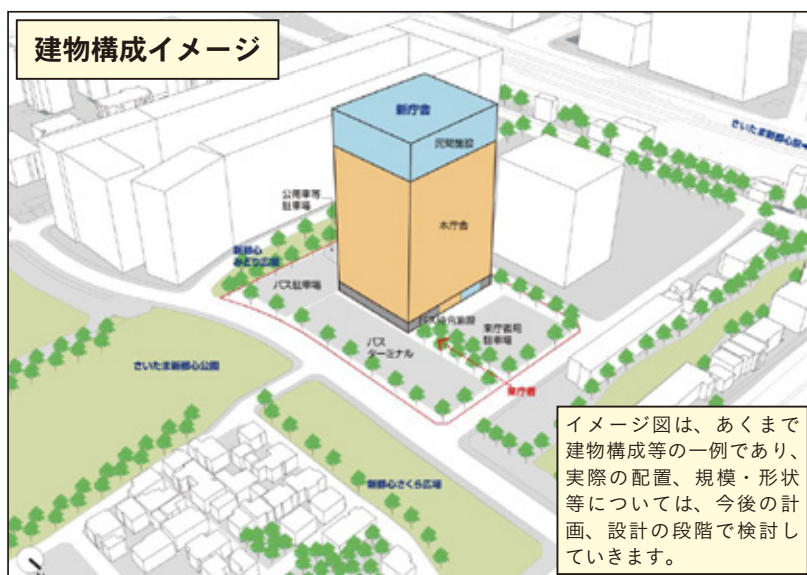 建物構成イメージ
新庁舎
民間施設
さいたま新都心駅
公用車等
駐車場
本庁舎
新都心
みどり広場
バス駐車場
バス待合施設
来庁者用
駐車場
バス
ターミナル
来庁者
さいたま新都心公園
新都心さくら広場
イメージ図は、あくまで
建物構成等の一例であり、
実際の配置、規模・形状
等については、今後の計
画、設計の段階で検討し
ていきます。